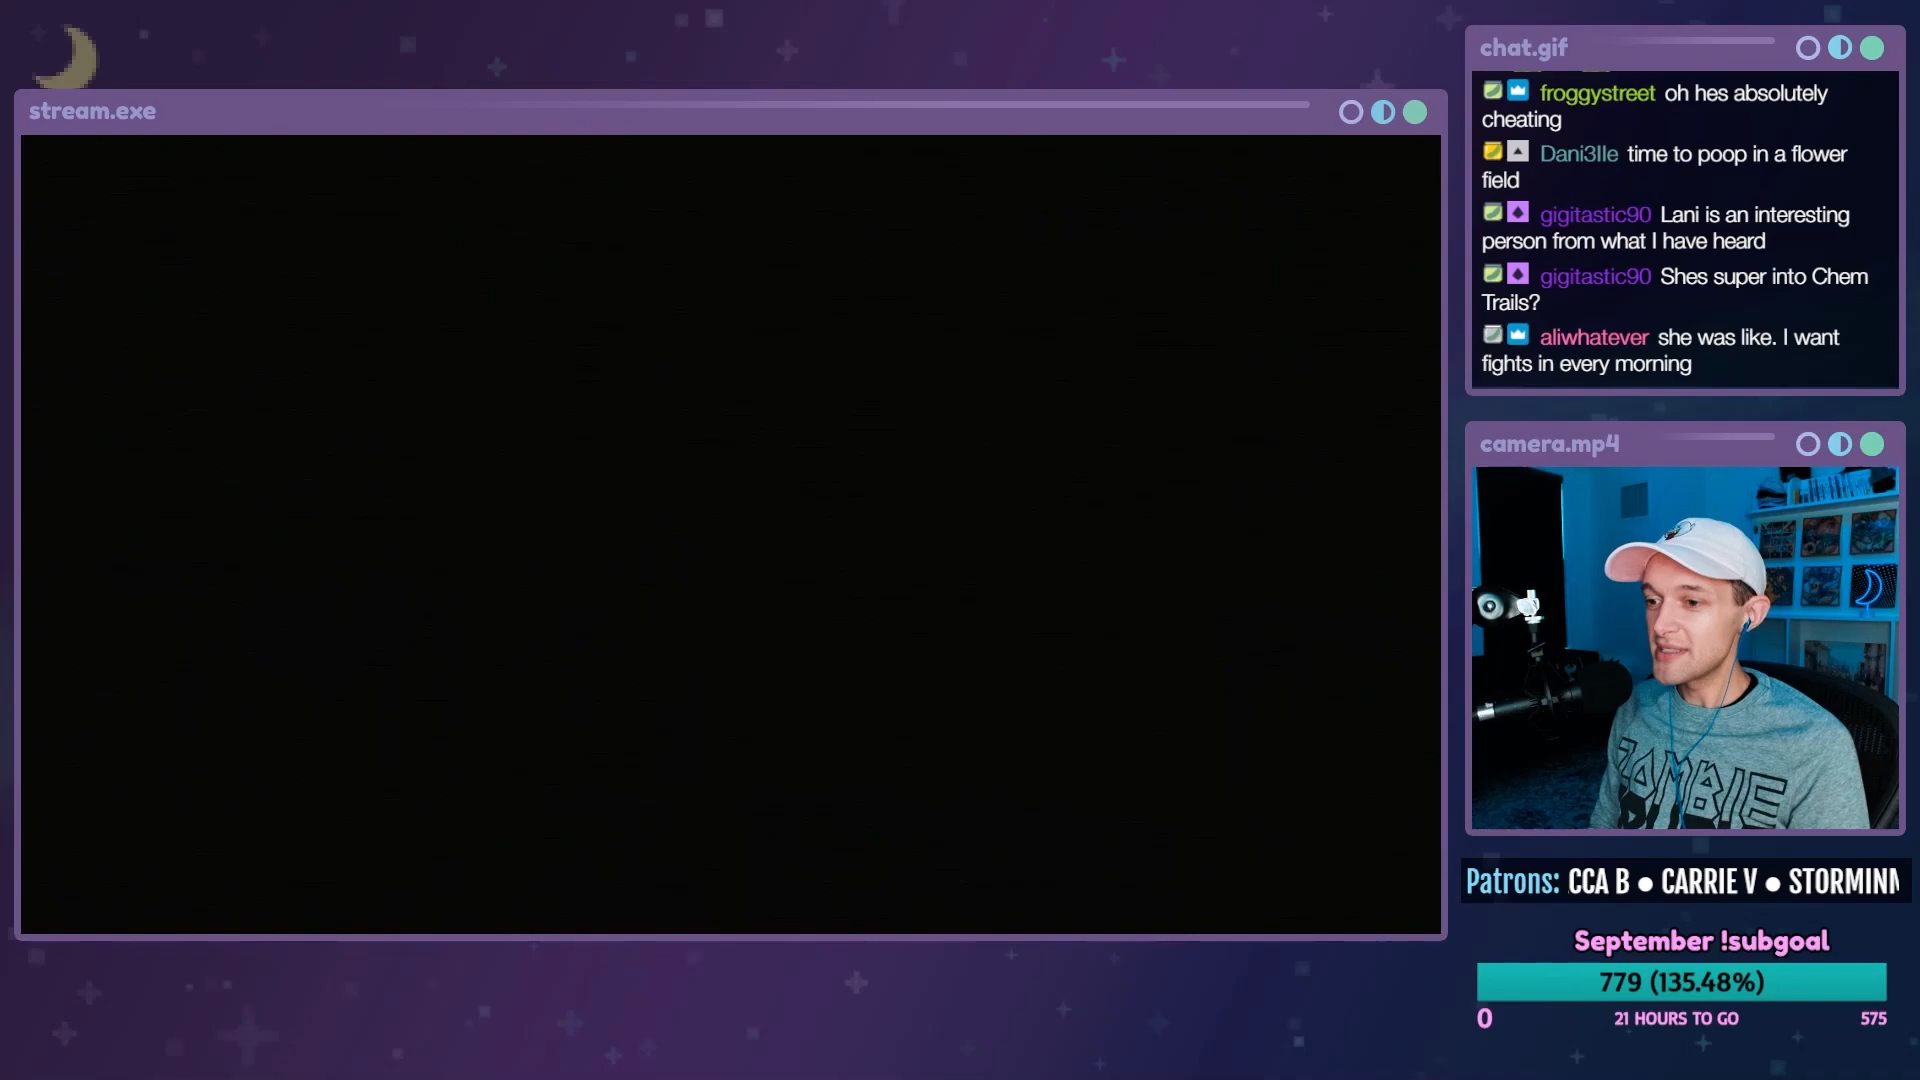 stream.exe
chat.gif
froggystreet oh hes absolutely
cheating
Dani3lle time to poop in a flower
field
gigitastic90 Lani is an interesting
person from what I have heard
gigitastic90 Shes super into Chem
Trails?
aliwhatever she was like. I want
fights in every morning
camera.mp4
ZOMBIE
Patrons: CCA B ● CARRIE V ● STORMINN
September !subgoal
779 (135.48%)
0 21 HOURS TO GO 575